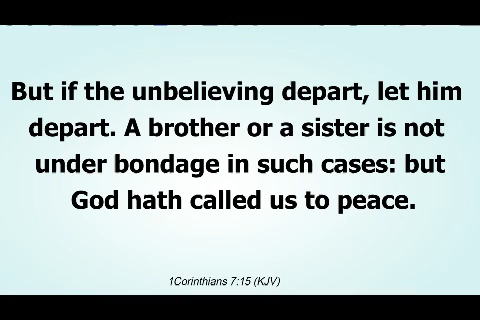 But if the unbelieving depart, let him
depart. A brother or a sister is not
under bondage in such cases: but
God hath called us to peace.
1Corinthians 7:15 (KJV)